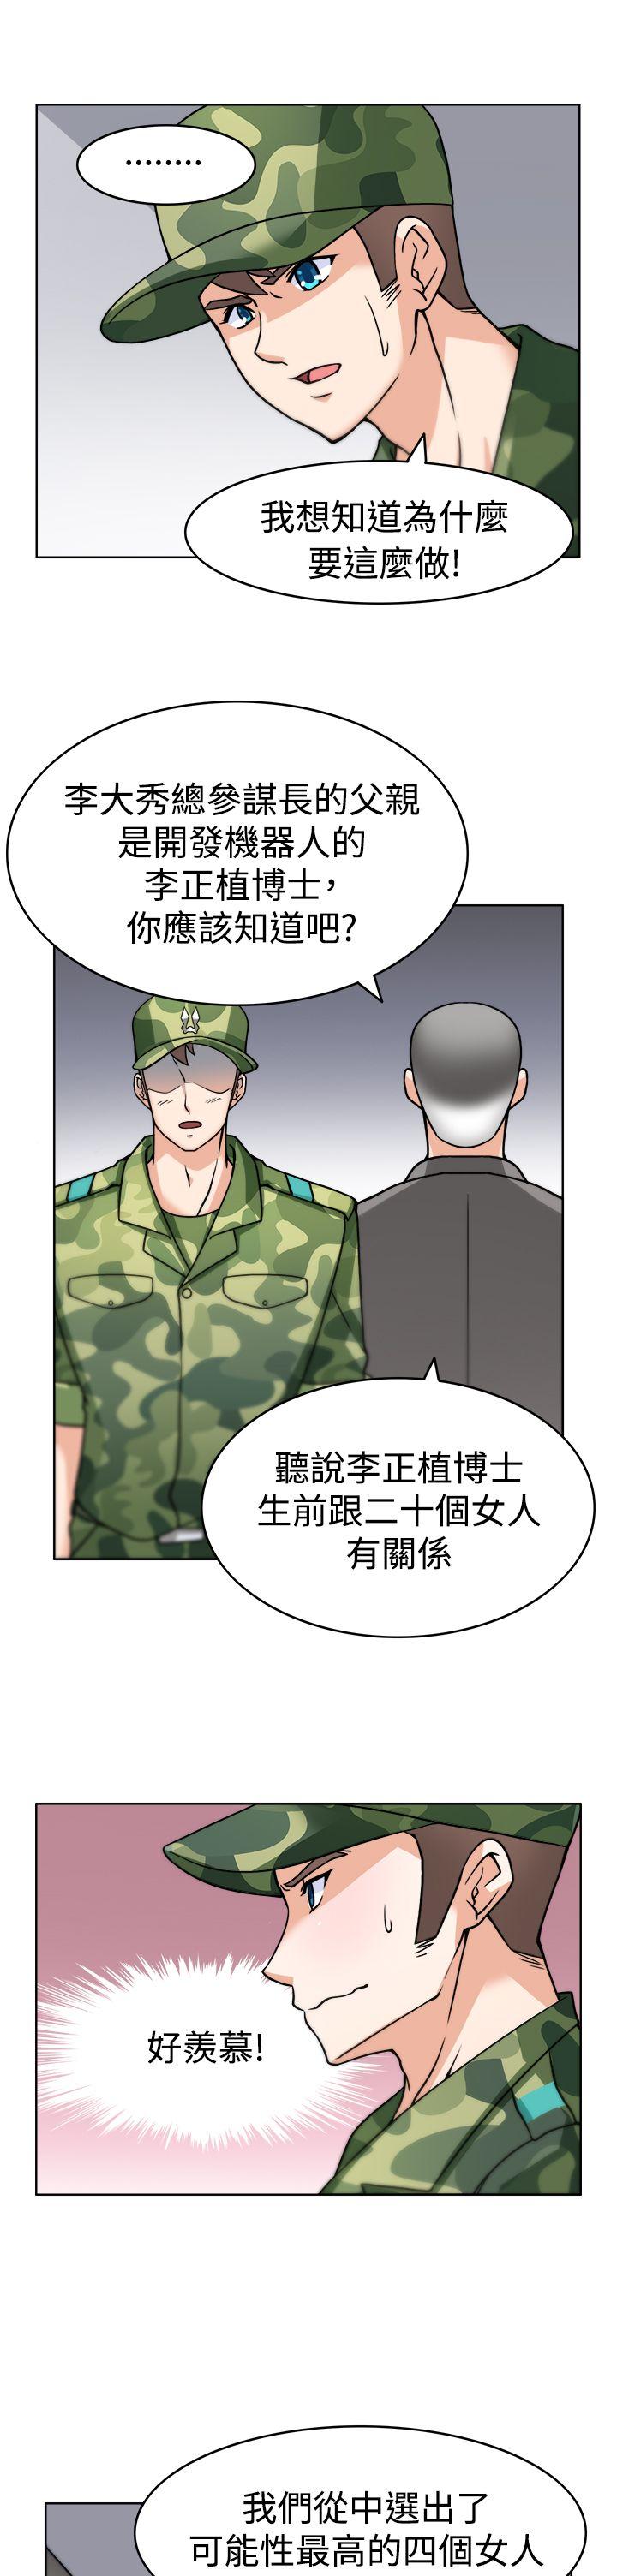 ………
我想知道為什麼
要這麼做!
李大秀總參謀長的父親
是開發機器人的
李正植博士，
你應該知道吧?
聽說李正植博士
生前跟二十個女人
有關係
好羨慕!
我們從中選出了
可能性最高的四個女人